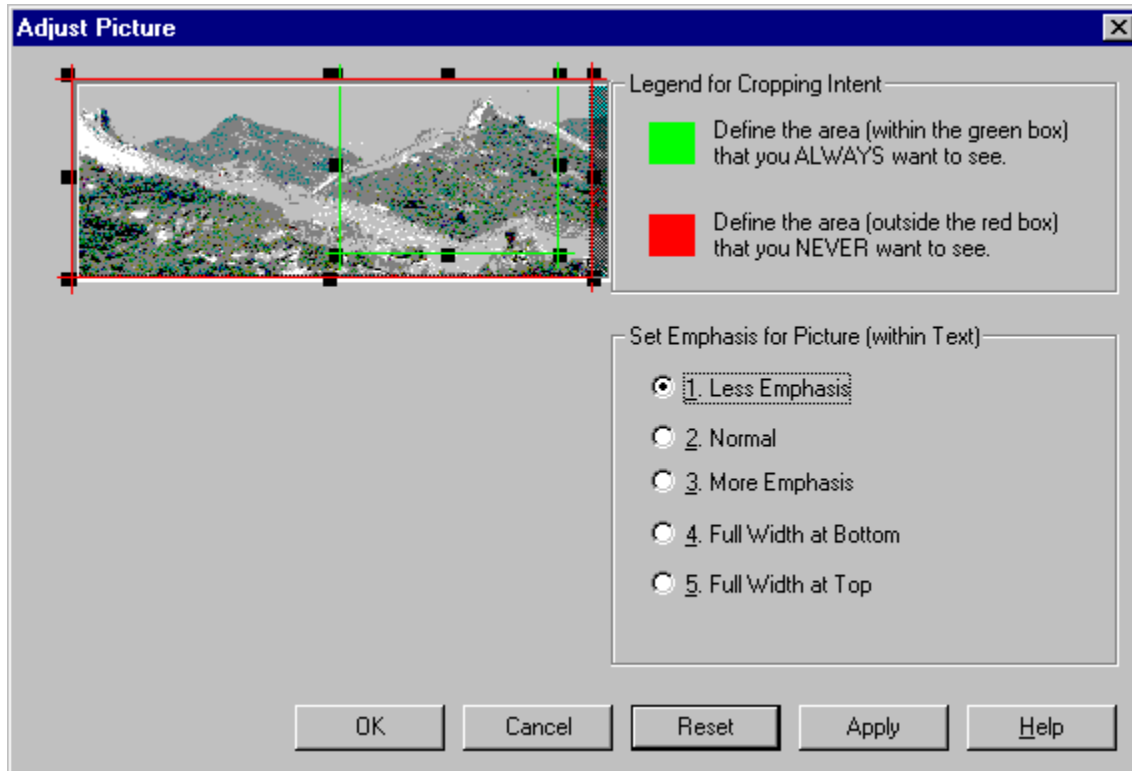 Adjust Picture
Legend for Cropping Intent
Define the area (within the green box)
that you ALWAYS want to see.
Define the area (outside the red box)
that you NEVER want to see.
Set Emphasis for Picture (within Text)
1. Less Emphasis
2. Normal
3. More Emphasis
4. Full Width at Bottom
5. Full Width at Top
OK
Cancel
Reset
Apply
Help